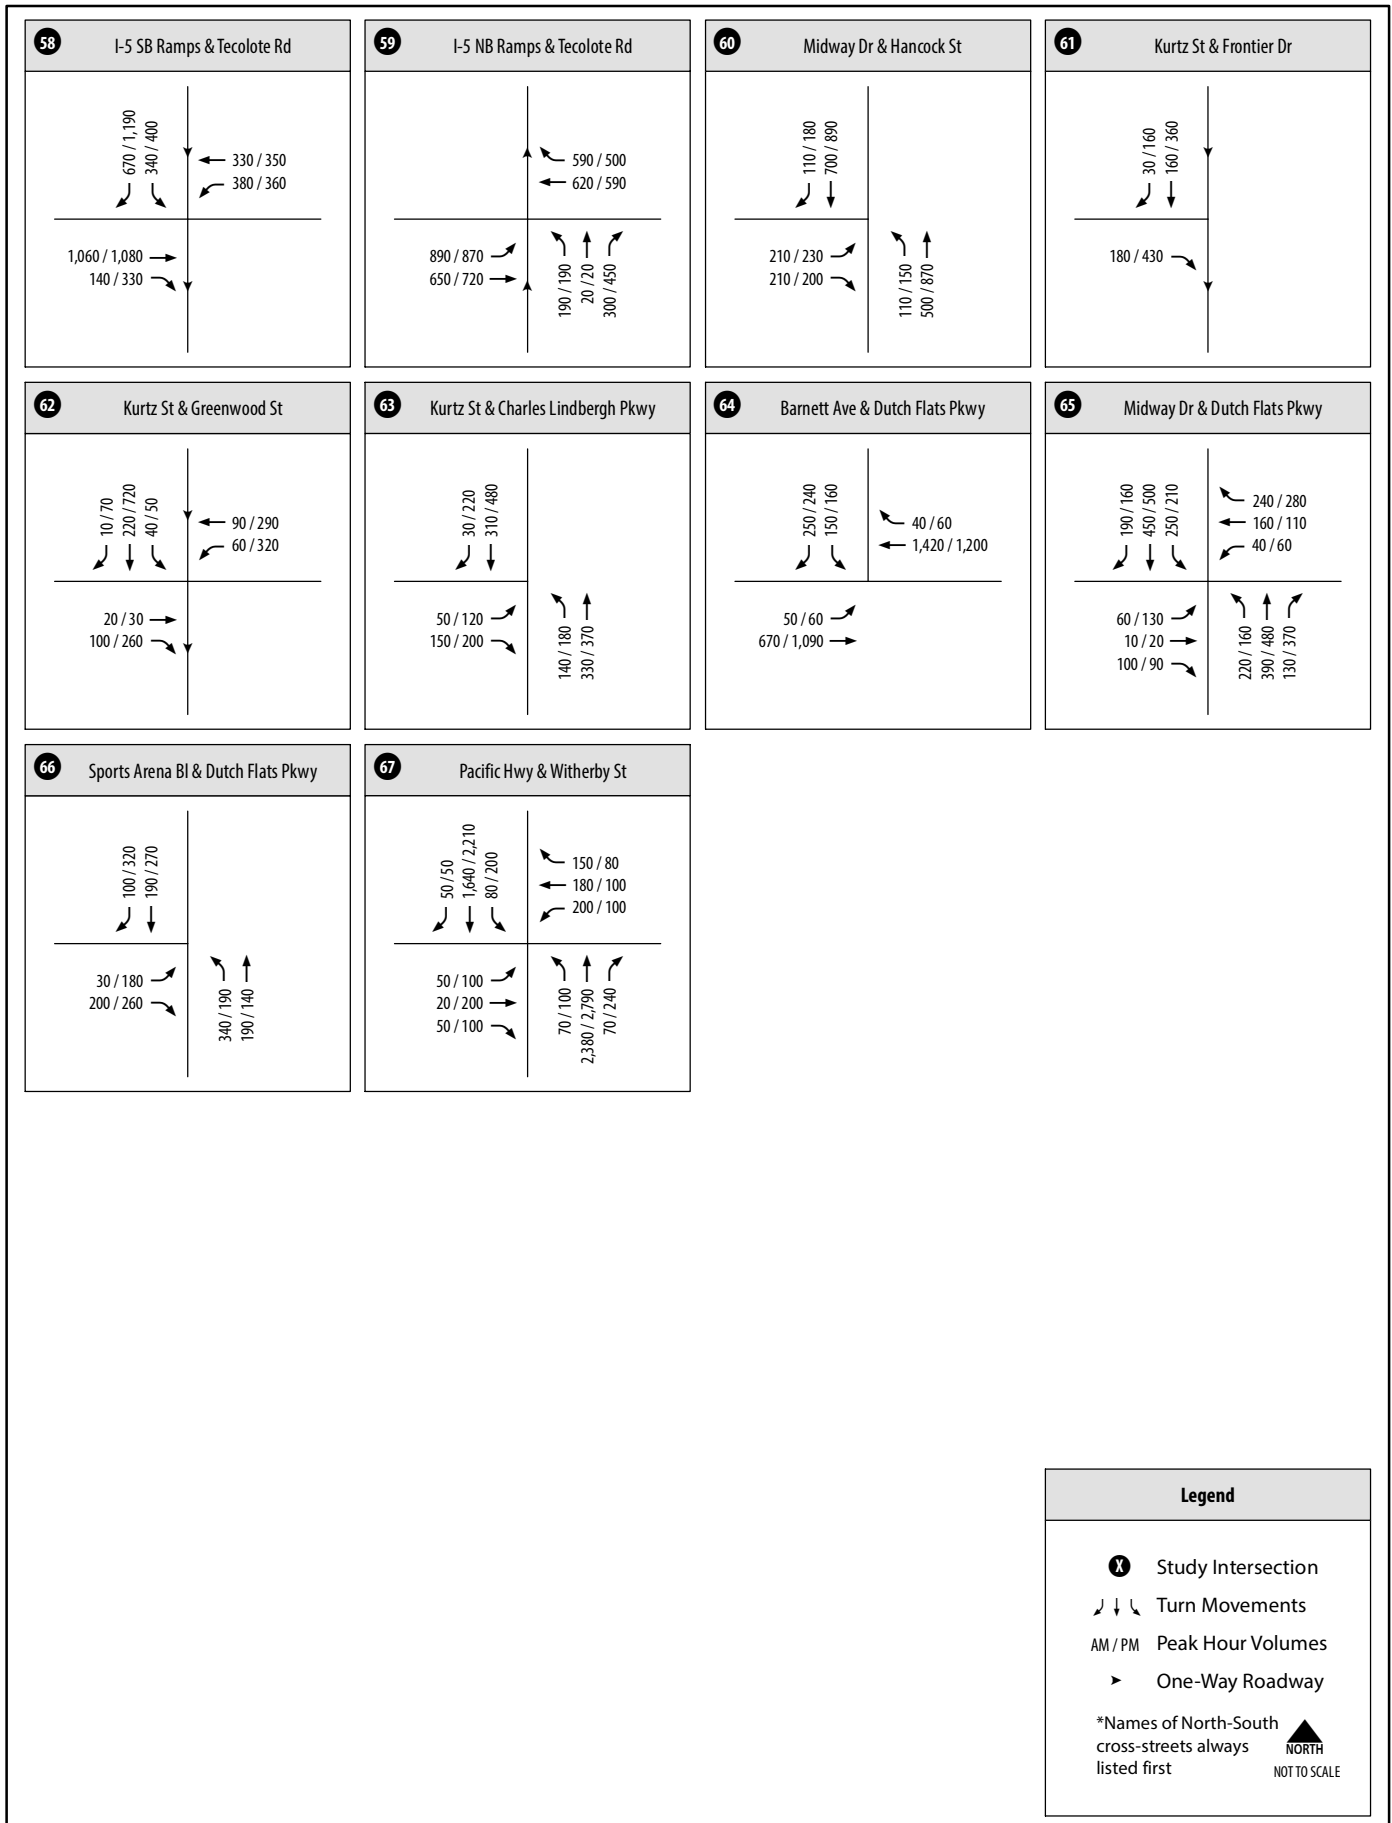 58 I-5 SB Ramps & Tecolote Rd
670 / 1,190
340 / 400
330 / 350
380 / 360
1,060 / 1,080
140 / 330
59 I-5 NB Ramps & Tecolote Rd
590 / 500
620 / 590
890 / 870
650 / 720
190 / 190
20 / 20
300 / 450
60 Midway Dr & Hancock St
110 / 180
700 / 890
210 / 230
210 / 200
110 / 150
500 / 870
61 Kurtz St & Frontier Dr
30 / 160
160 / 360
180 / 430
62 Kurtz St & Greenwood St
10 / 70
220 / 720
40 / 50
90 / 290
60 / 320
20 / 30
100 / 260
63 Kurtz St & Charles Lindbergh Pkwy
30 / 220
310 / 480
50 / 120
150 / 200
140 / 180
330 / 370
64 Barnett Ave & Dutch Flats Pkwy
250 / 240
150 / 160
40 / 60
1,420 / 1,200
50 / 60
670 / 1,090
65 Midway Dr & Dutch Flats Pkwy
190 / 160
450 / 500
250 / 210
240 / 280
160 / 110
40 / 60
60 / 130
10 / 20
100 / 90
220 / 160
390 / 480
130 / 370
66 Sports Arena Bl & Dutch Flats Pkwy
100 / 320
190 / 270
30 / 180
200 / 260
340 / 190
190 / 140
67 Pacific Hwy & Witherby St
50 / 50
1,640 / 2,210
80 / 200
150 / 80
180 / 100
200 / 100
50 / 100
20 / 200
50 / 100
70 / 100
2,380 / 2,790
70 / 240
Legend
X Study Intersection
Turn Movements
AM / PM Peak Hour Volumes
One-Way Roadway
*Names of North-South
cross-streets always
listed first
NORTH
NOT TO SCALE